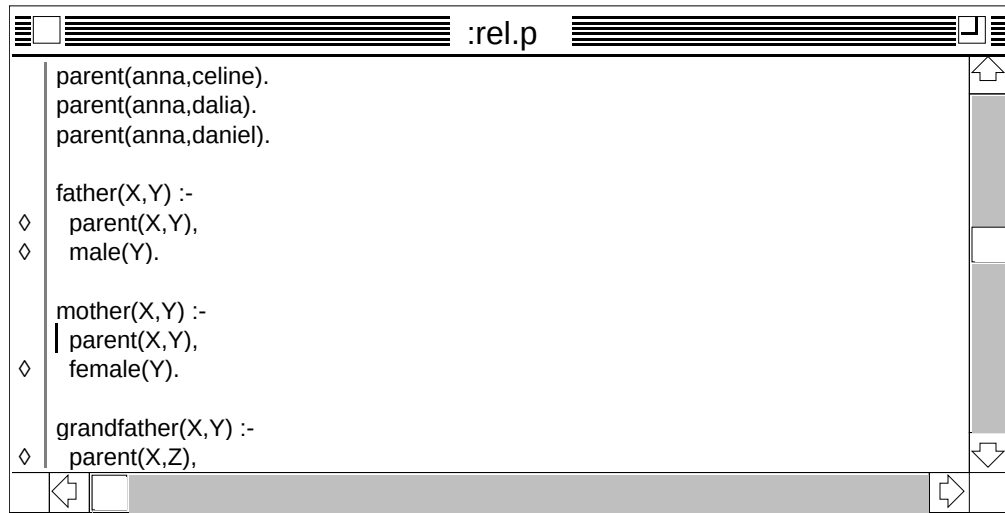 :rel.p
parent(anna,celine).
parent(anna,dalia).
parent(anna,daniel).
father(X,Y) :-
◊ parent(X,Y),
◊ male(Y).
mother(X,Y) :-
parent(X,Y),
◊ female(Y).
grandfather(X,Y) :-
◊ parent(X,Z),